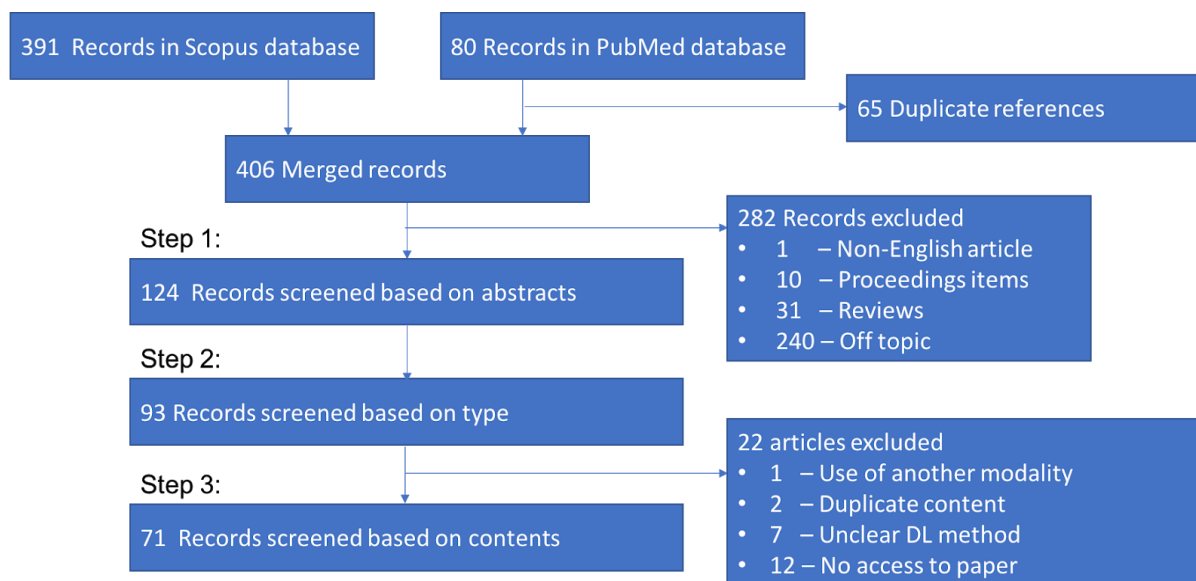 391 Records in Scopus database
80 Records in PubMed database
65 Duplicate references
406 Merged records
282 Records excluded
• 1 – Non-English article
• 10 – Proceedings items
• 31 – Reviews
• 240 – Off topic
Step 1:
124 Records screened based on abstracts
Step 2:
93 Records screened based on type
22 articles excluded
• 1 – Use of another modality
• 2 – Duplicate content
• 7 – Unclear DL method
• 12 – No access to paper
Step 3:
71 Records screened based on contents